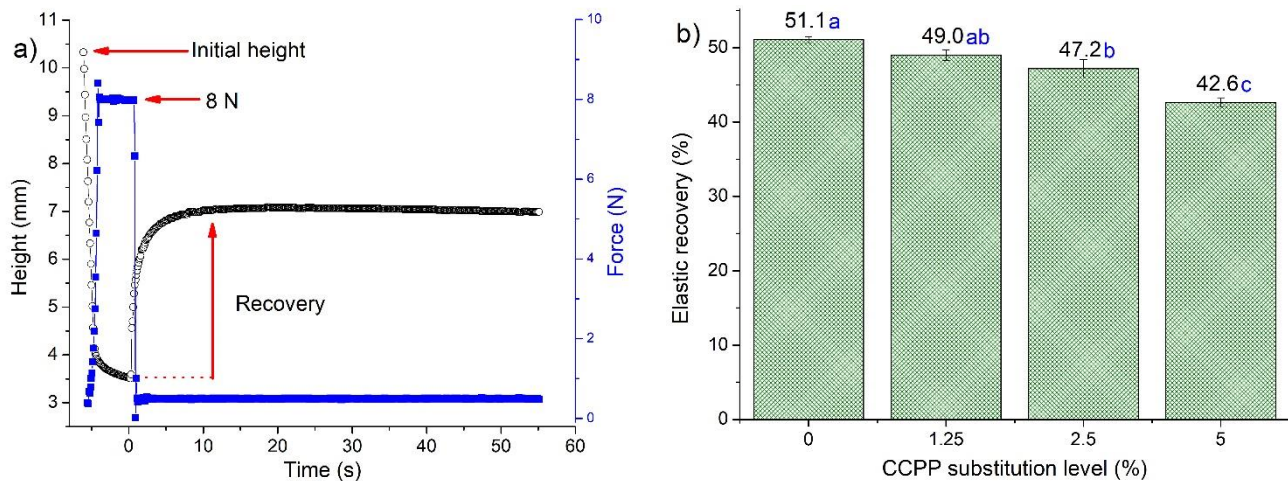 a)
Initial height
8 N
Recovery
Height (mm)
11
10
9
8
7
6
5
4
3
Force (N)
10
8
6
4
2
0
0
10
20
30
40
50
60
Time (s)
b)
51.1a
49.0ab
47.2b
42.6c
Elastic recovery (%)
50
40
30
20
10
0
0
1.25
2.5
5
CCPP substitution level (%)